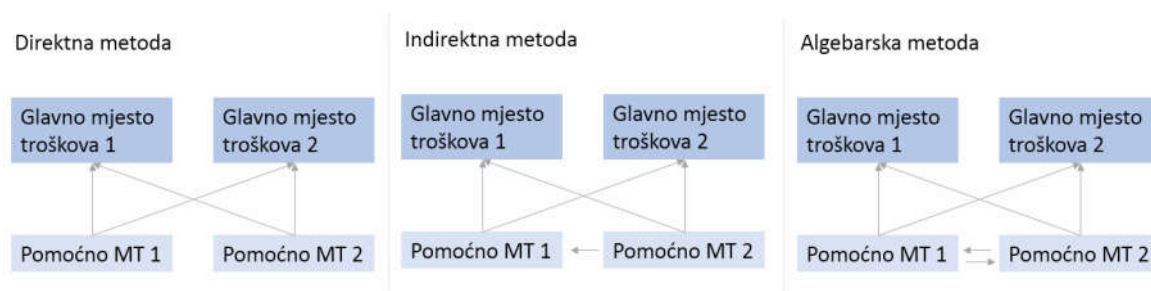 Direktna metoda
Glavno mjesto
troškova 1
Glavno mjesto
troškova 2
Pomoćno MT 1
Pomoćno MT 2
Indirektna metoda
Glavno mjesto
troškova 1
Glavno mjesto
troškova 2
Pomoćno MT 1
Pomoćno MT 2
Algebarska metoda
Glavno mjesto
troškova 1
Glavno mjesto
troškova 2
Pomoćno MT 1
Pomoćno MT 2